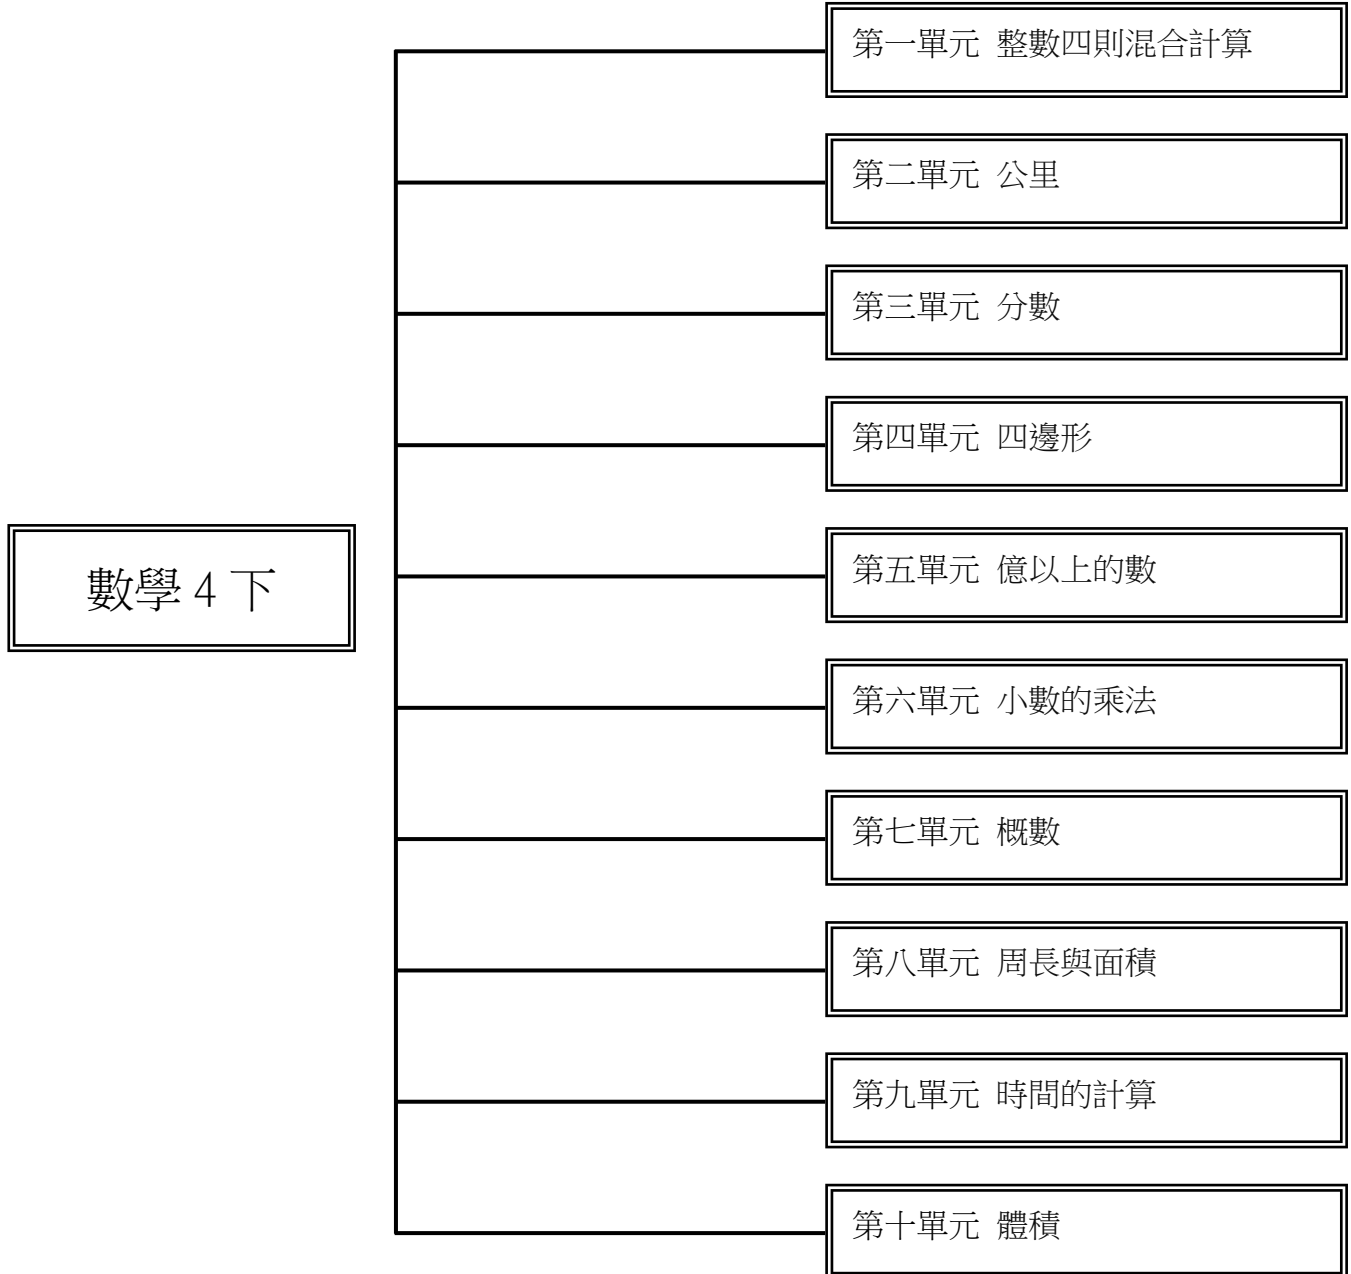 第一單元 整數四則混合計算
第二單元 公里
第三單元 分數
第四單元 四邊形
數學4下
第五單元 億以上的數
第六單元 小數的乘法
第七單元 概數
第八單元 周長與面積
第九單元 時間的計算
第十單元 體積